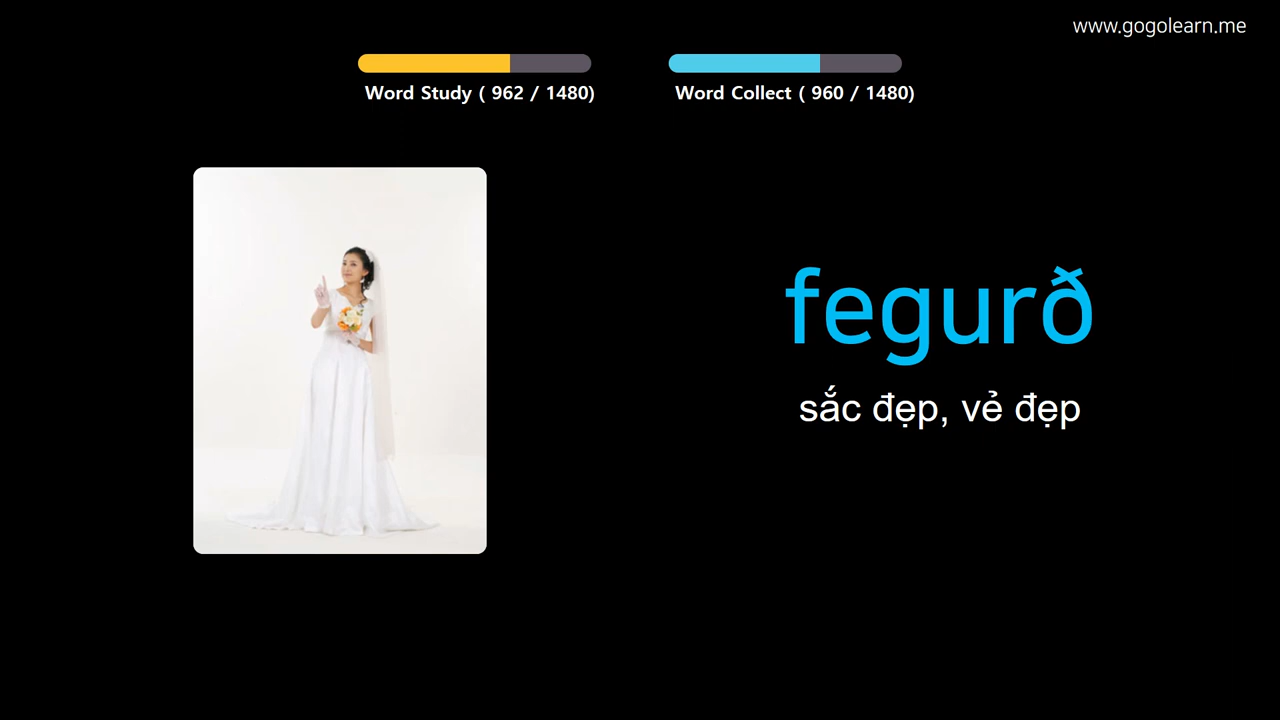 www.gogolearn.me
Word Study ( 962 / 1480)
Word Collect ( 960 / 1480)
fegurð
sắc đẹp, vẻ đẹp